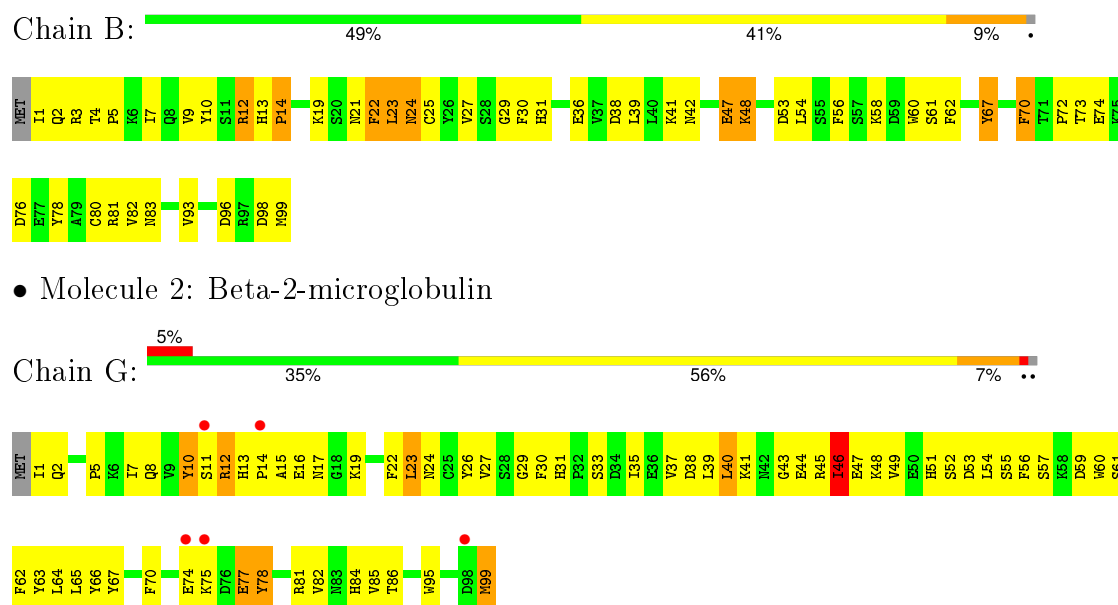 Chain B:
49% 41% 9% •
MET I1 Q2 R3 T4 P5 K6 I7 Q8 V9 Y10 S11 R12 H13 P14 K19 S20 N21 F22 L23 N24 C25 Y26 V27 S28 G29 F30 H31 E36 V37 D38 L39 L40 K41 N42 E47 K48 D53 L54 S55 F56 S57 K58 D59 W60 S61 F62 Y67 F70 T71 P72 T73 E74 K75
D76 E77 Y78 A79 C80 R81 V82 N83 V93 D96 R97 D98 M99
• Molecule 2: Beta-2-microglobulin
5%
Chain G:
35% 56% 7% ••
MET I1 Q2 P5 K6 I7 Q8 V9 Y10 S11 R12 H13 P14 A15 E16 N17 G18 K19 F22 L23 N24 C25 Y26 V27 S28 G29 F30 H31 P32 S33 D34 I35 E36 V37 D38 L39 L40 K41 N42 G43 E44 R45 I46 E47 K48 V49 E50 H51 S52 D53 L54 S55 F56 S57 K58 D59 W60 S61
F62 Y63 L64 L65 Y66 Y67 F70 E74 K75 D76 E77 Y78 R81 V82 N83 H84 V85 T86 W95 D98 M99